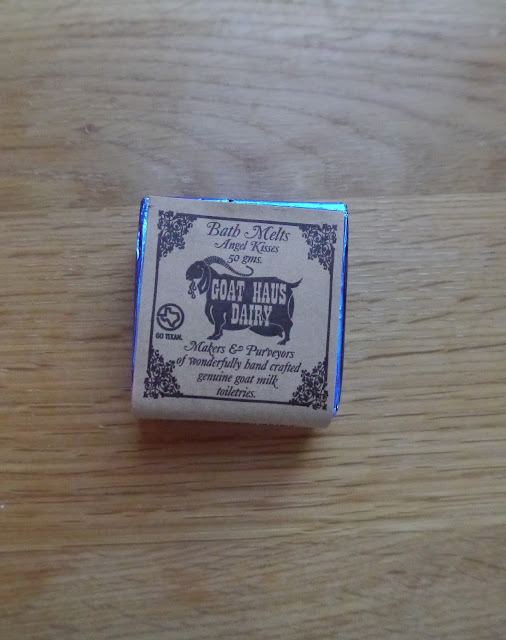 Bath Melts
Angel Kisses
50 gms.
GOAT HAUS
DAIRY
GO TEXAN.
Makers & Purveyors
of wonderfully hand crafted
genuine goat milk
toiletries.